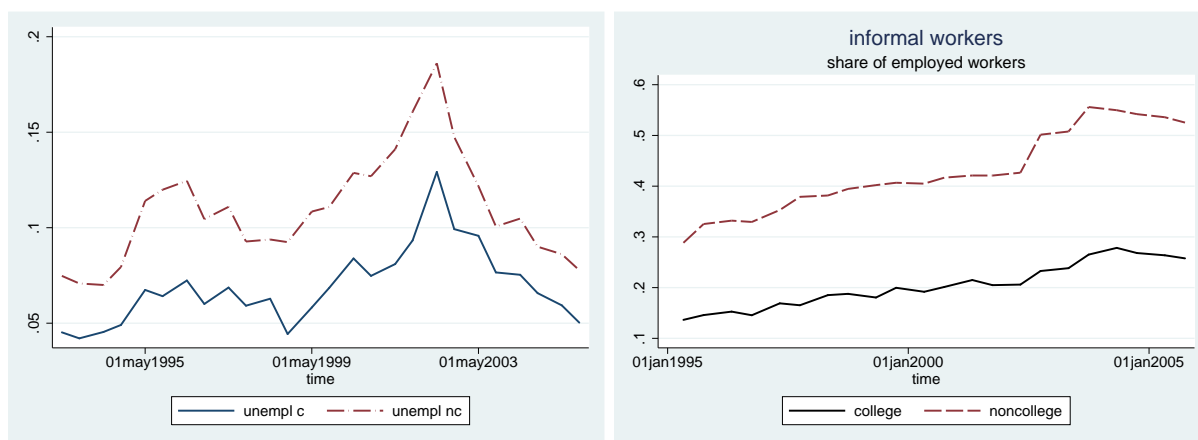 .2
.15
.1
.05
01may1995 01may1999 01may2003
time
unempl c unempl nc
informal workers
share of employed workers
.6
.5
.4
.3
.2
.1
01jan1995 01jan2000 01jan2005
time
college noncollege